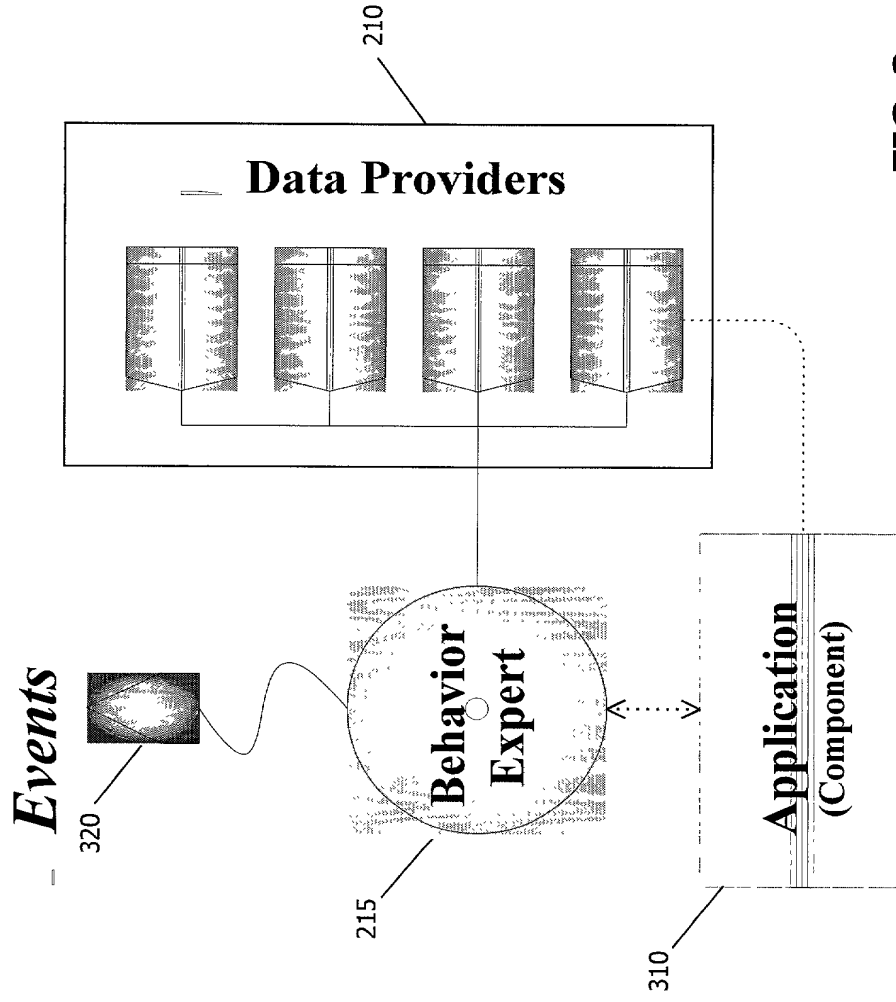 Events
320
210
Data Providers
Behavior
Expert
215
Application
(Component)
310